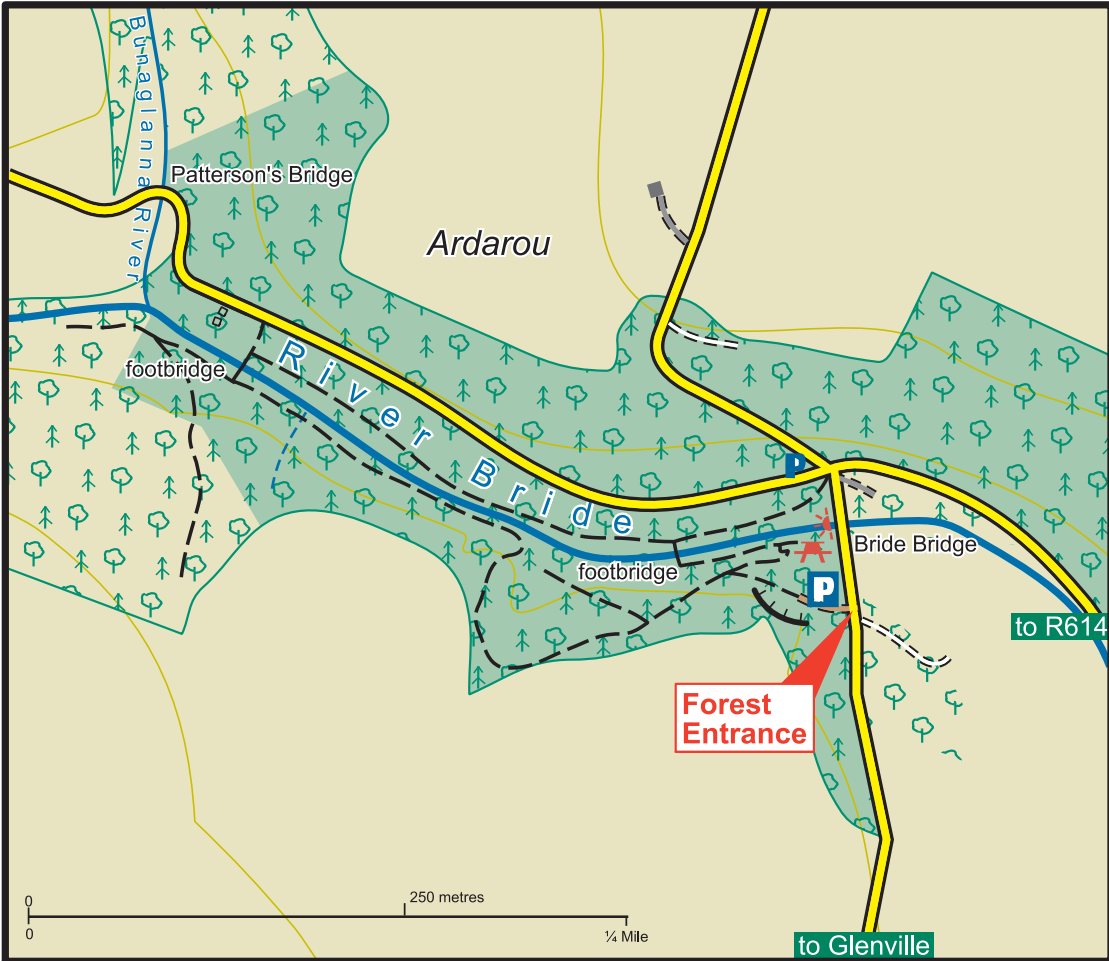 Bunaglanna River
Patterson's Bridge
Ardarou
footbridge
River Bride
P
Bride Bridge
footbridge
P
to R614
Forest
Entrance
0
250 metres
0
¼ Mile
to Glenville